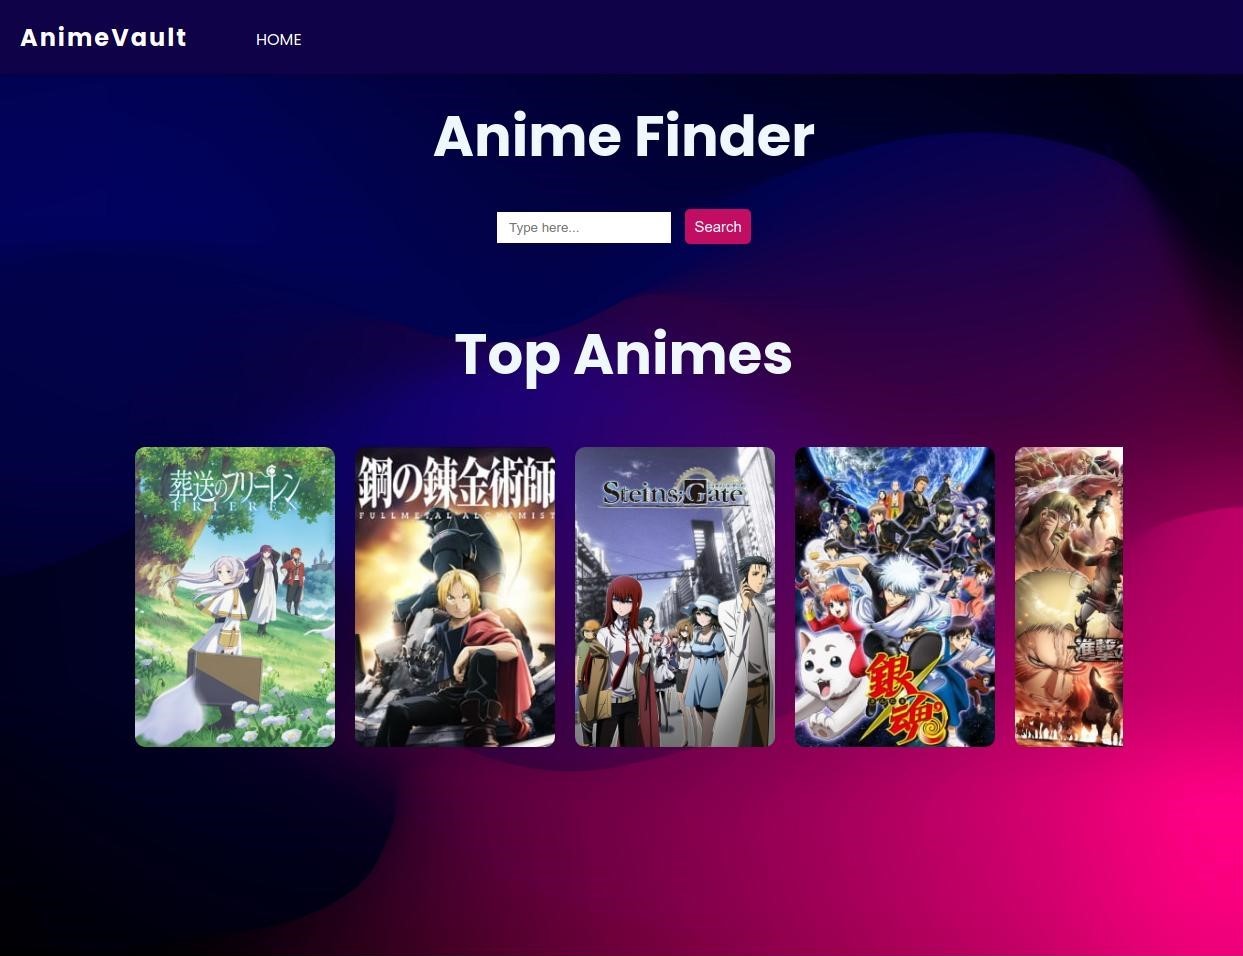 AnimeVault
HOME
Anime Finder
Type here...
Search
Top Animes
葬送のフリーレン
FRIEREN
鋼の錬金術師
FULLMETAL ALCHEMIST
Steins;Gate
銀魂
進撃